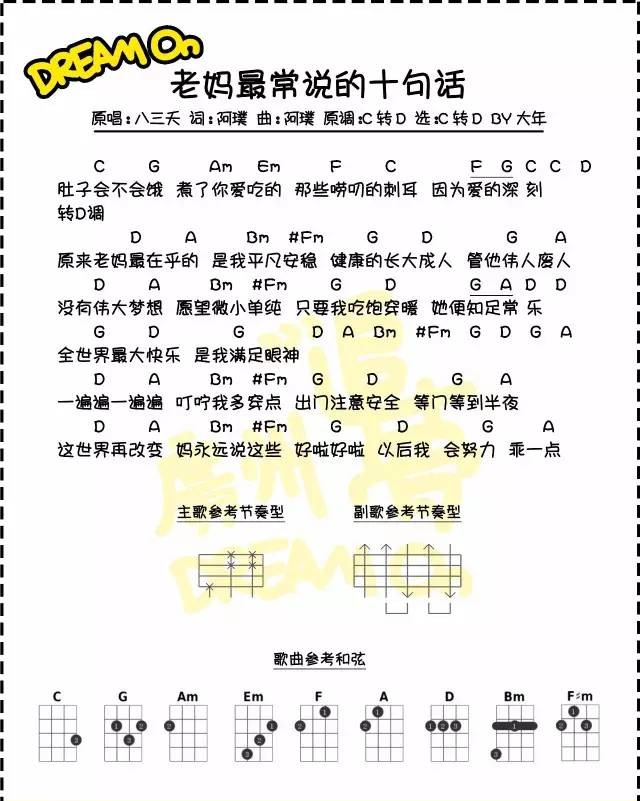 DREAM On
老妈最常说的十句话
原唱:八三夭 词:阿璞 曲:阿璞 原调:C转D 选:C转D BY大年
C G Am Em F C F G C C D
肚子会不会饿 煮了你爱吃的 那些唠叨的刺耳 因为爱的深 刻
转D调
D A Bm #Fm G D G A
原来老妈最在乎的 是我平凡安稳 健康的长大成人 管他伟人废人
D A Bm #Fm G D G A D D
没有伟大梦想 愿望微小单纯 只要我吃饱穿暖 她便知足常 乐
G D G D A Bm #Fm G D G A
全世界最大快乐 是我满足眼神
D A Bm #Fm G D G A
一遍遍一遍遍 叮咛我多穿点 出门注意安全 等门等到半夜
D A Bm #Fm G D G A
这世界再改变 妈永远说这些 好啦好啦 以后我 会努力 乖一点
主歌参考节奏型 副歌参考节奏型
DREAM On
歌曲参考和弦
C G Am Em F A D Bm F♯m